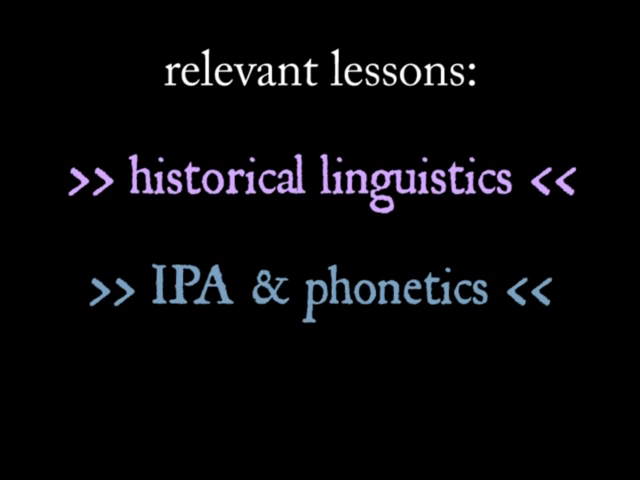 relevant lessons:
>> historical linguistics <<
>> IPA & phonetics <<